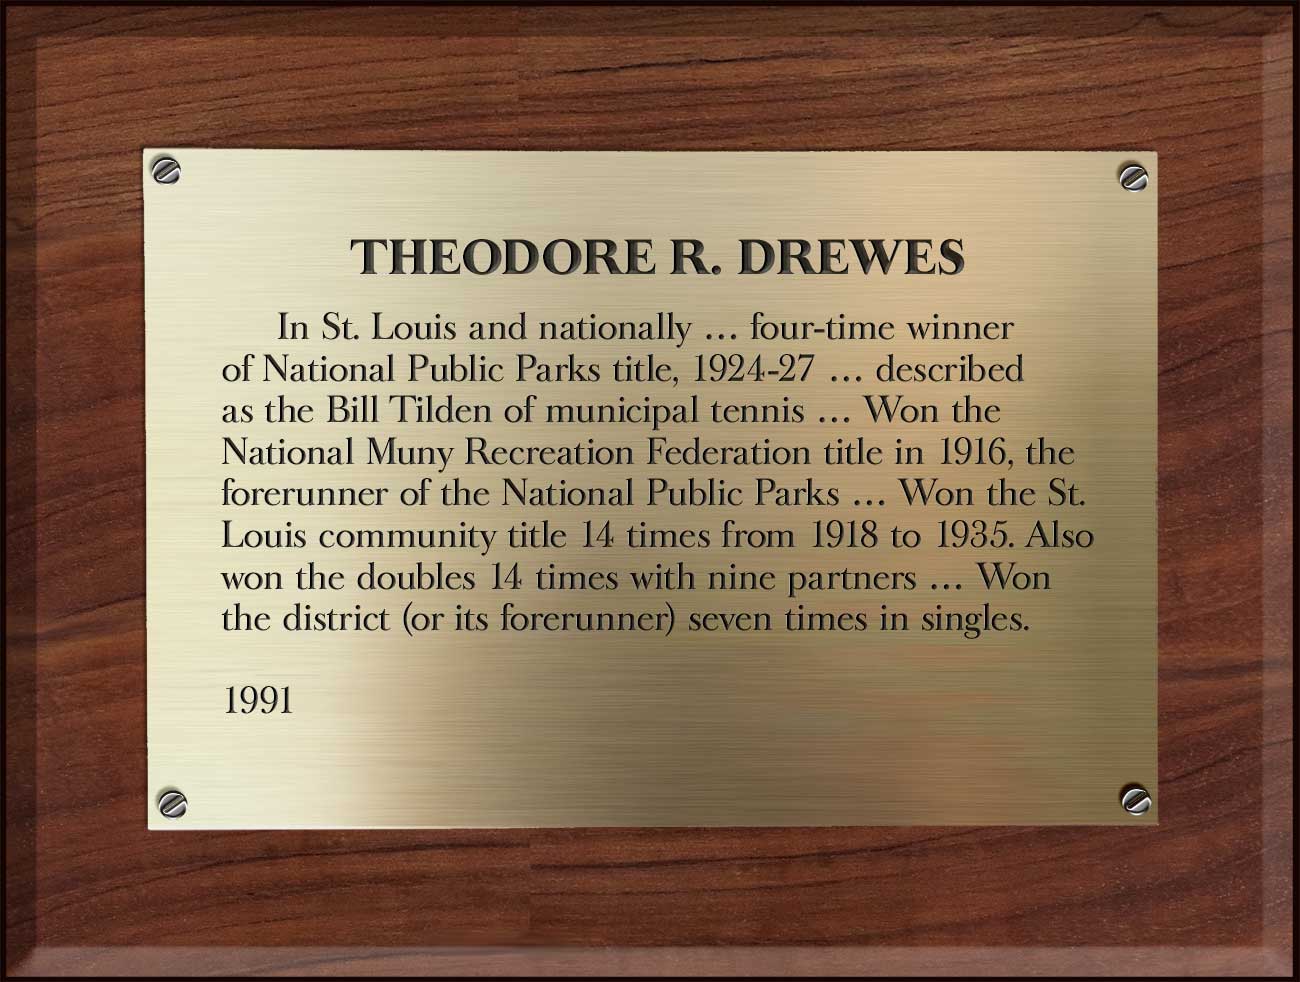 THEODORE R. DREWES
In St. Louis and nationally … four-time winner
of National Public Parks title, 1924-27 … described
as the Bill Tilden of municipal tennis … Won the
National Muny Recreation Federation title in 1916, the
forerunner of the National Public Parks … Won the St.
Louis community title 14 times from 1918 to 1935. Also
won the doubles 14 times with nine partners … Won
the district (or its forerunner) seven times in singles.
1991